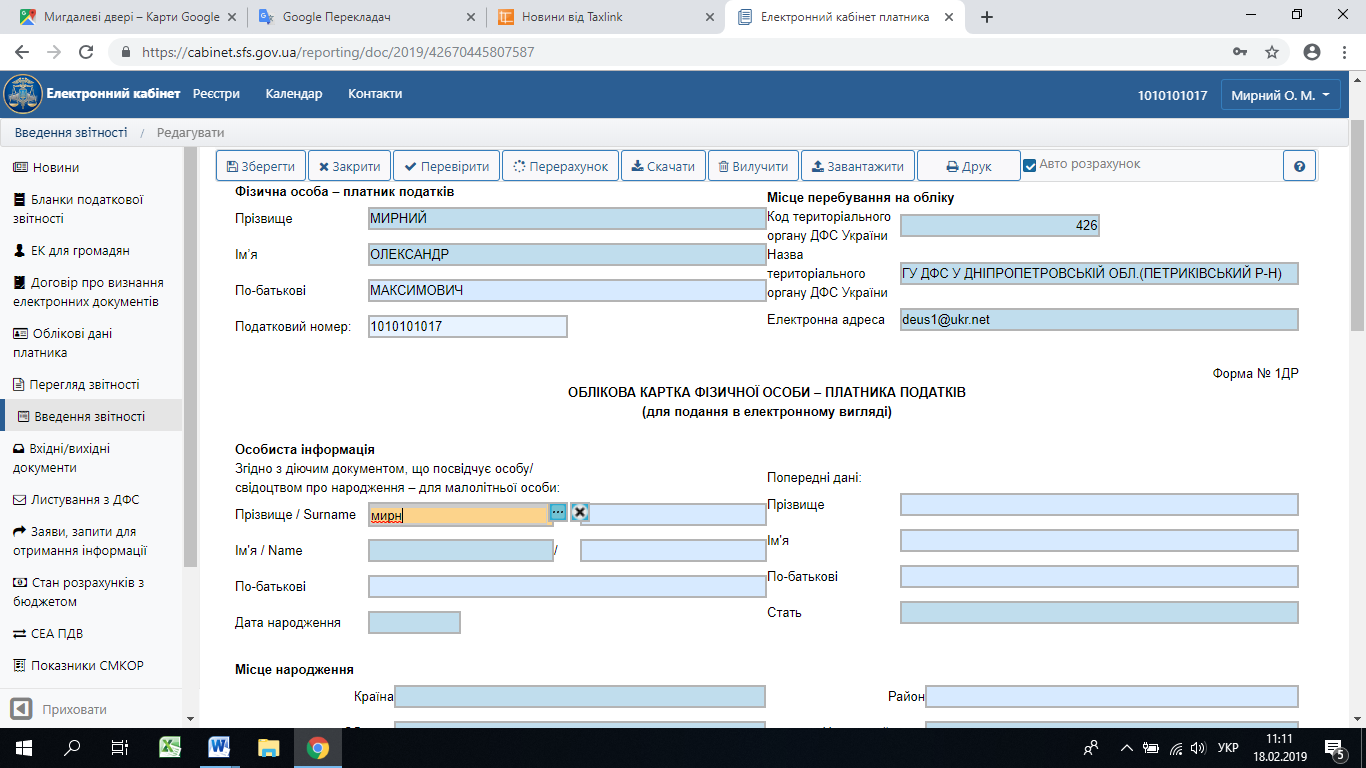 Мигдалеві двері – Карти Google
Google Перекладач
Новини від Taxlink
Електронний кабінет платника
https://cabinet.sfs.gov.ua/reporting/doc/2019/42670445807587
Електронний кабінет Реєстри Календар Контакти 1010101017 Мирний О. М.
Введення звітності / Редагувати
Новини
Бланки податкової
звітності
ЕК для громадян
Договір про визнання
електронних документів
Облікові дані
платника
Перегляд звітності
Введення звітності
Вхідні/вихідні
документи
Листування з ДФС
Заяви, запити для
отримання інформації
Стан розрахунків з
бюджетом
СЕА ПДВ
Показники СМКОР
Приховати
Зберегти Закрити Перевірити Перерахунок Скачати Вилучити Завантажити Друк Авто розрахунок ?
Фізична особа – платник податків
Прізвище МИРНИЙ
Ім'я ОЛЕКСАНДР
По-батькові МАКСИМОВИЧ
Податковий номер: 1010101017
Місце перебування на обліку
Код територіального
органу ДФС України 426
Назва
територіального ГУ ДФС У ДНІПРОПЕТРОВСЬКІЙ ОБЛ.(ПЕТРИКІВСЬКИЙ Р-Н)
органу ДФС України
Електронна адреса deus1@ukr.net
Форма № 1ДР
ОБЛІКОВА КАРТКА ФІЗИЧНОЇ ОСОБИ – ПЛАТНИКА ПОДАТКІВ
(для подання в електронному вигляді)
Особиста інформація
Згідно з діючим документом, що посвідчує особу/
свідоцтвом про народження – для малолітньої особи:
Прізвище / Surname мирн
Ім'я / Name /
По-батькові
Дата народження
Попередні дані:
Прізвище
Ім'я
По-батькові
Стать
Місце народження
Країна Район
УКР
11:11
18.02.2019
5